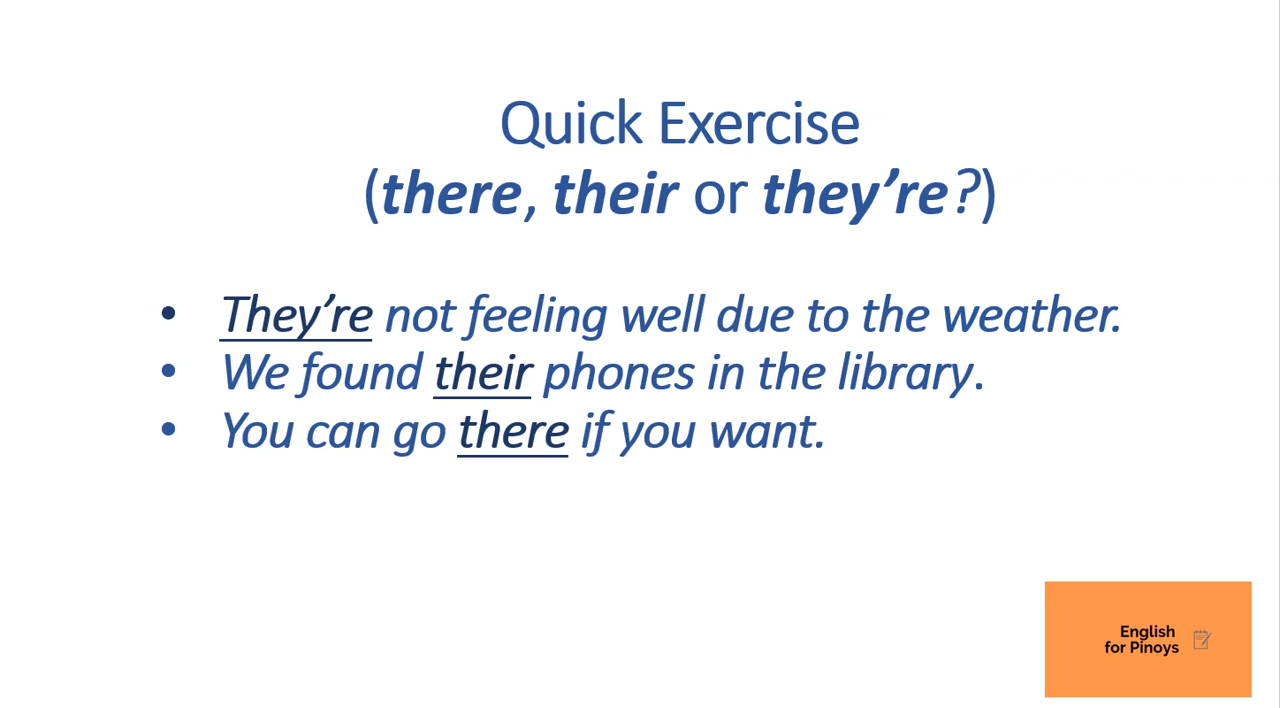 Quick Exercise
(there, their or they’re?)
• They’re not feeling well due to the weather.
• We found their phones in the library.
• You can go there if you want.
English
for Pinoys